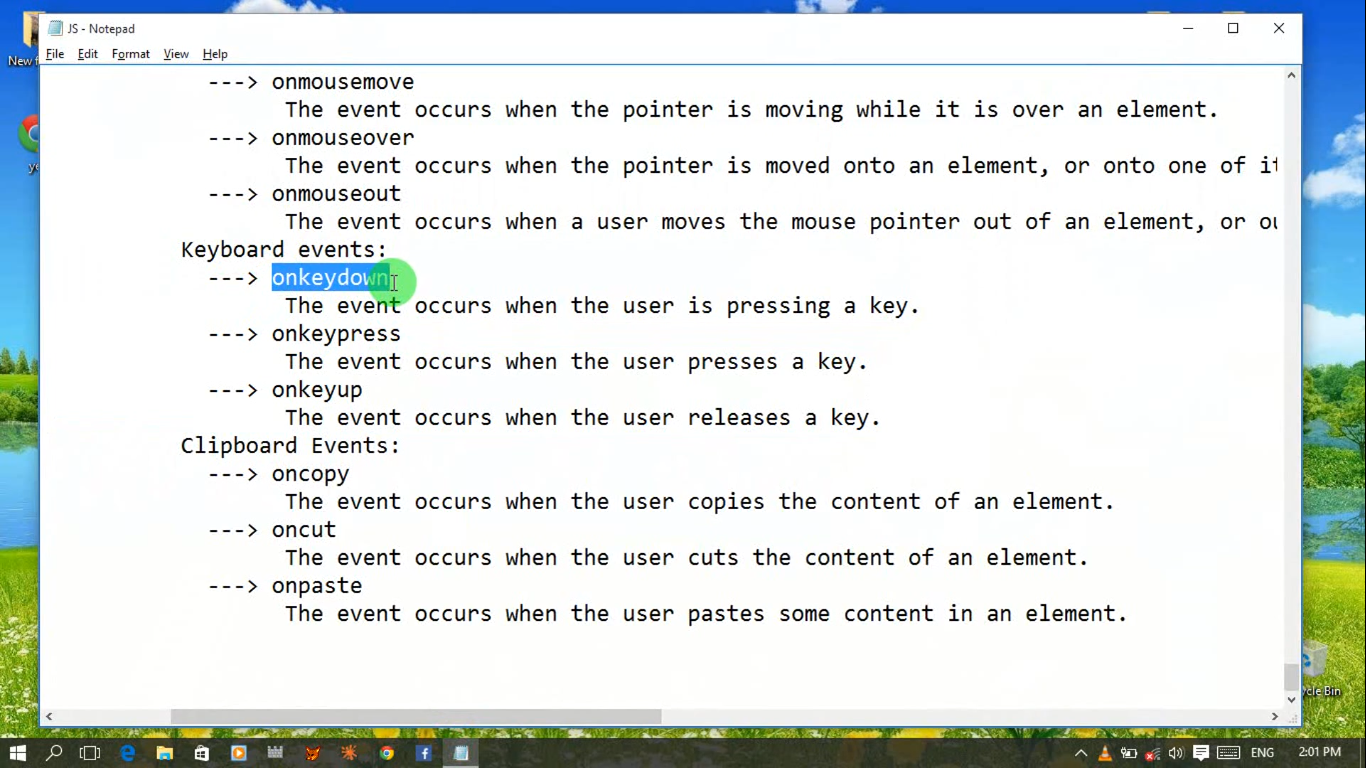 JS - Notepad
File Edit Format View Help
---> onmousemove
The event occurs when the pointer is moving while it is over an element.
---> onmouseover
The event occurs when the pointer is moved onto an element, or onto one of
---> onmouseout
The event occurs when a user moves the mouse pointer out of an element, or
Keyboard events:
---> onkeydown
The event occurs when the user is pressing a key.
---> onkeypress
The event occurs when the user presses a key.
---> onkeyup
The event occurs when the user releases a key.
Clipboard Events:
---> oncopy
The event occurs when the user copies the content of an element.
---> oncut
The event occurs when the user cuts the content of an element.
---> onpaste
The event occurs when the user pastes some content in an element.
New
Bin
ENG 2:01 PM